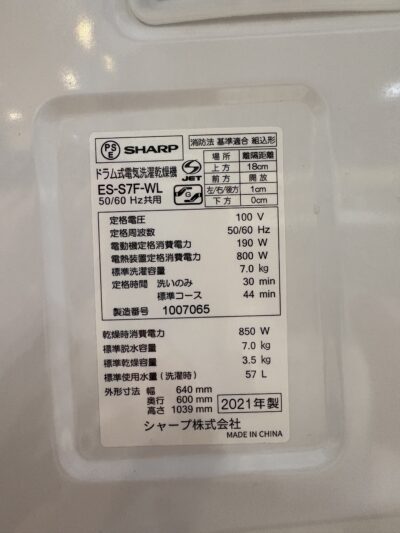 PSE SHARP
ドラム式電気洗濯乾燥機
ES-S7F-WL
50/60 Hz共用
S JET
G
消防法 基準適合 組込形
場所 離隔距離
上方 18cm
前方 開放
左/右/後方 1cm
下方 0cm
定格電圧 100 V
定格周波数 50/60 Hz
電動機定格消費電力 190 W
電熱装置定格消費電力 800 W
標準洗濯容量 7.0 kg
定格時間 洗いのみ 30 min
標準コース 44 min
製造番号 1007065
乾燥時消費電力 850 W
標準脱水容量 7.0 kg
標準乾燥容量 3.5 kg
標準使用水量(洗濯時) 57 L
外形寸法 幅 640 mm
奥行 600 mm
高さ 1039 mm
2021年製
シャープ株式会社
MADE IN CHINA